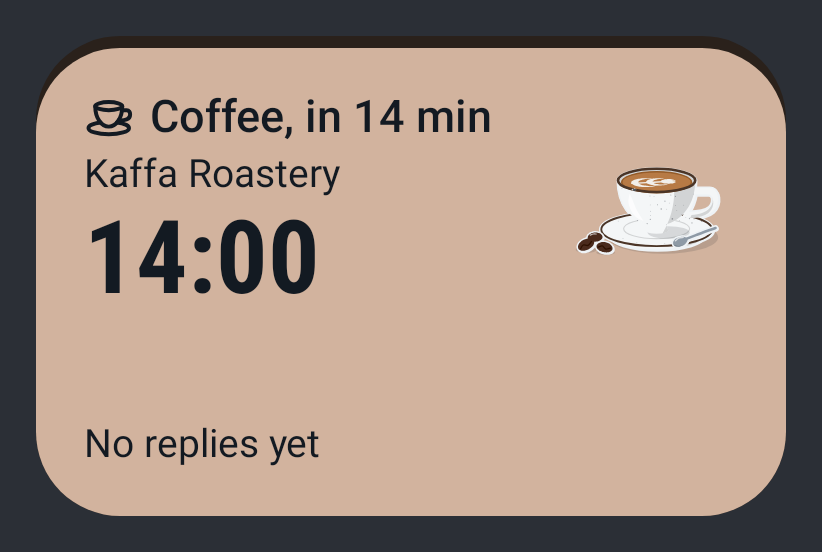 Coffee, in 14 min
Kaffa Roastery
14:00
No replies yet